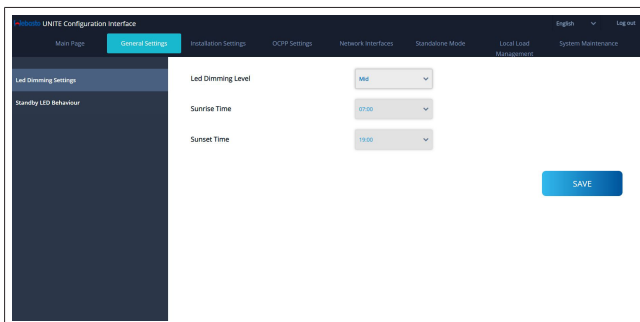 Webasto UNITE Configuration Interface
English
Log out
Main Page
General Settings
Installation Settings
OCPP Settings
Network Interfaces
Standalone Mode
Local Load
Management
System Maintenance
Led Dimming Settings
Standby LED Behaviour
Led Dimming Level
Mid
Sunrise Time
07:00
Sunset Time
19:00
SAVE